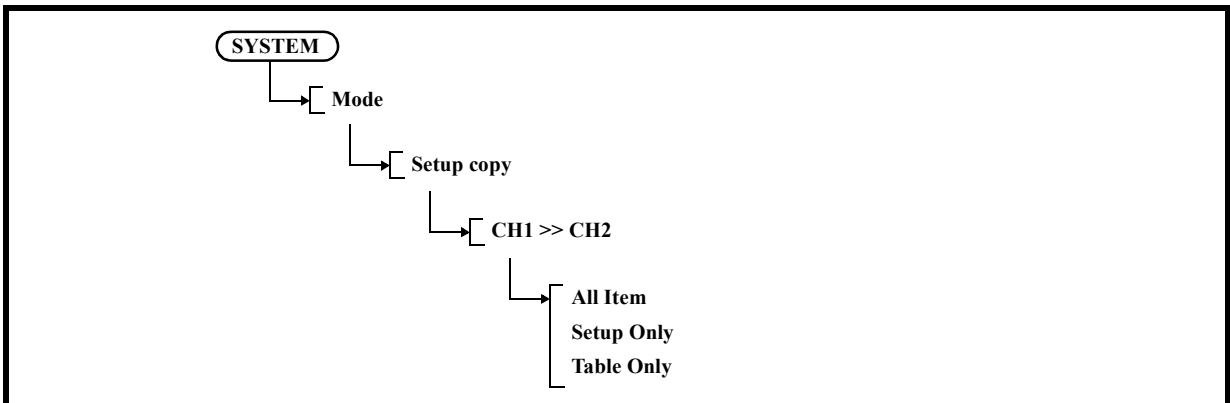 SYSTEM
Mode
Setup copy
CH1 >> CH2
All Item
Setup Only
Table Only